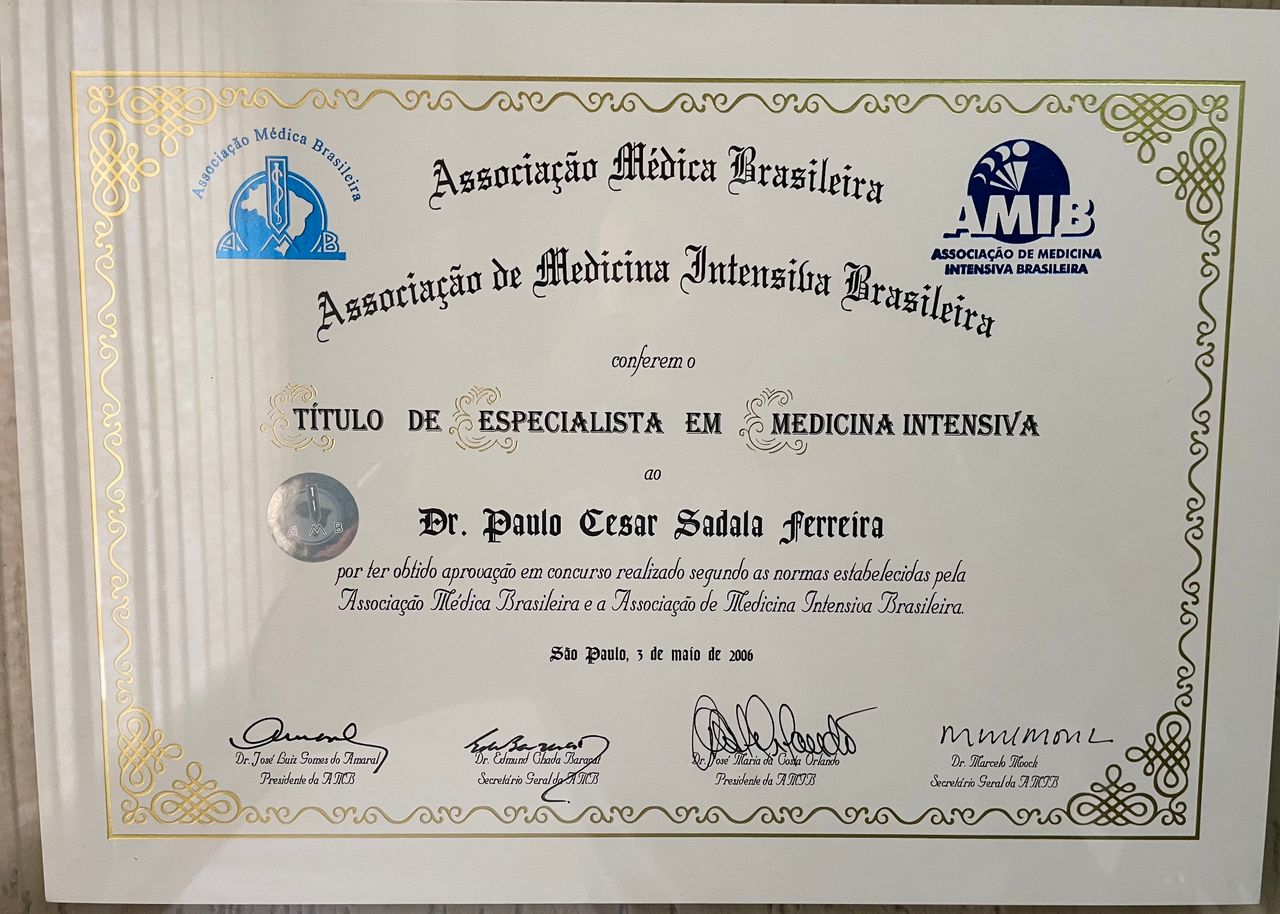 Associação Médica Brasileira
AMB
Associação Médica Brasileira
AMIB
ASSOCIAÇÃO DE MEDICINA
INTENSIVA BRASILEIRA
Associação de Medicina Intensiva Brasileira
conferem o
TÍTULO DE ESPECIALISTA EM MEDICINA INTENSIVA
ao
AMB
Dr. Paulo Cesar Sadala Ferreira
por ter obtido aprovação em concurso realizado segundo as normas estabelecidas pela
Associação Médica Brasileira e a Associação de Medicina Intensiva Brasileira.
São Paulo, 3 de maio de 2006
Dr. José Luiz Gomes do Amaral
Presidente da AMB
Dr. Edmund Chada Baracat
Secretário Geral da AMB
Dr. José Maria da Costa Orlando
Presidente da AMIB
Dr. Marcelo Moock
Secretário Geral da AMIB